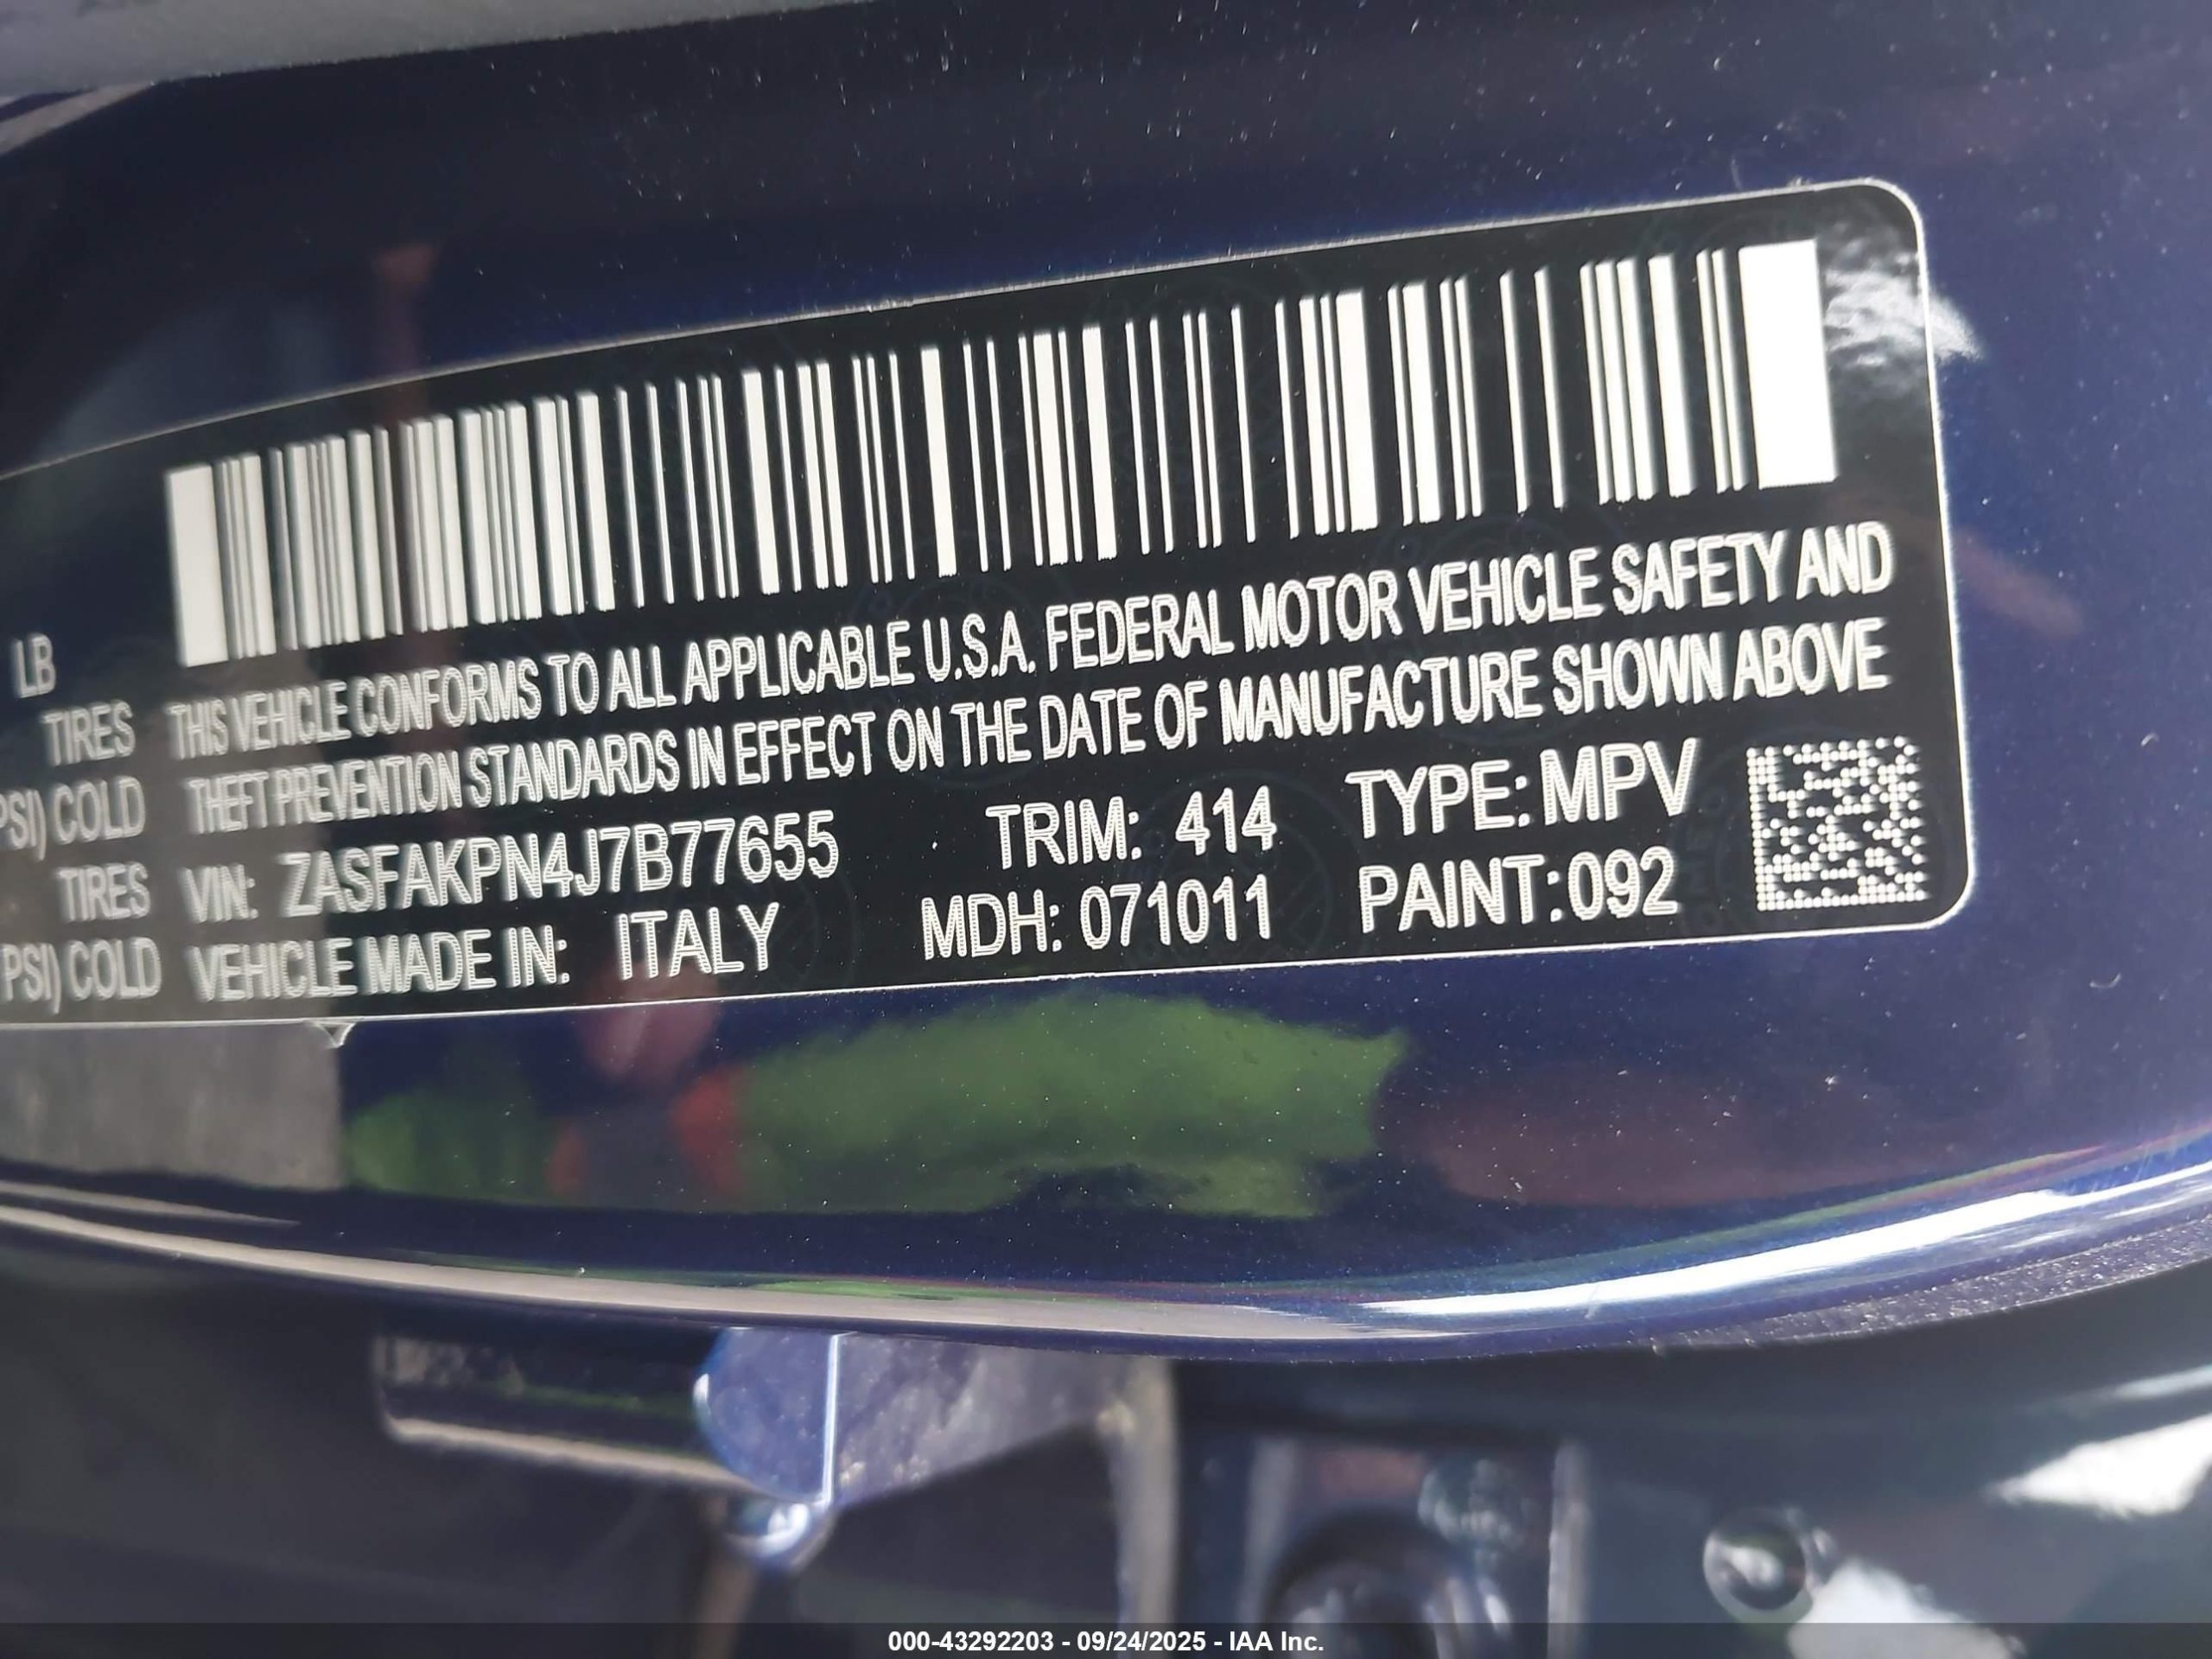 LB
TIRES
PSI) COLD
TIRES
PSI) COLD
THIS VEHICLE CONFORMS TO ALL APPLICABLE U.S.A. FEDERAL MOTOR VEHICLE SAFETY AND
THEFT PREVENTION STANDARDS IN EFFECT ON THE DATE OF MANUFACTURE SHOWN ABOVE
VIN: ZASFAKPN4J7B77655 TRIM: 414 TYPE: MPV
VEHICLE MADE IN: ITALY MDH: 071011 PAINT: 092
000-43292203 - 09/24/2025 - IAA Inc.